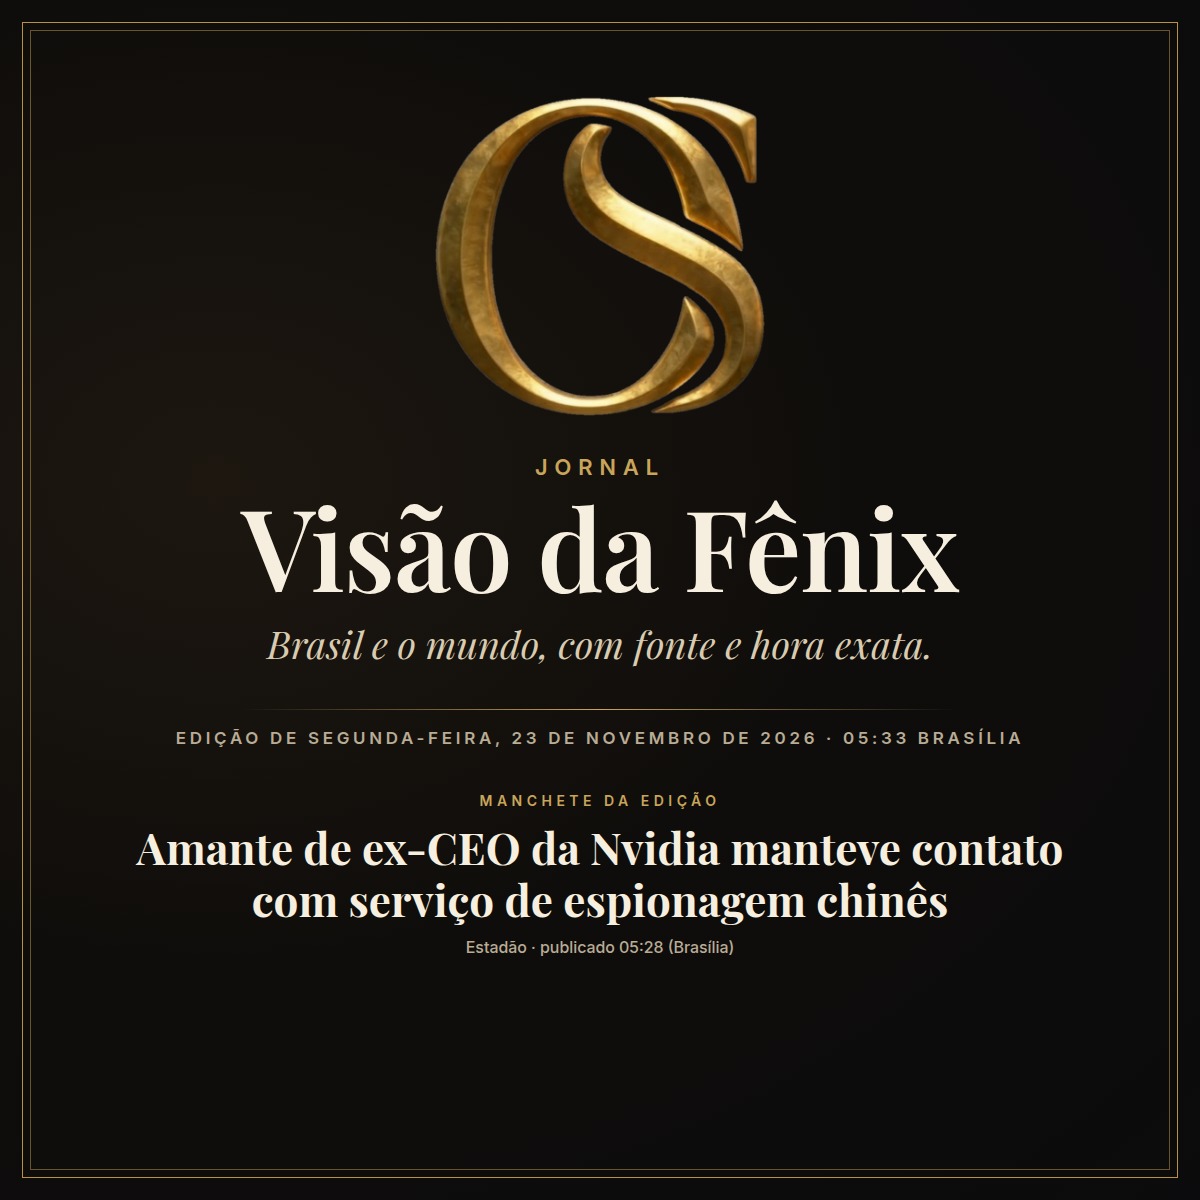 CS
JORNAL
Visão da Fênix
Brasil e o mundo, com fonte e hora exata.
EDIÇÃO DE SEGUNDA-FEIRA, 23 DE NOVEMBRO DE 2026 · 05:33 BRASÍLIA
MANCHETE DA EDIÇÃO
Amante de ex-CEO da Nvidia manteve contato
com serviço de espionagem chinês
Estadão · publicado 05:28 (Brasília)